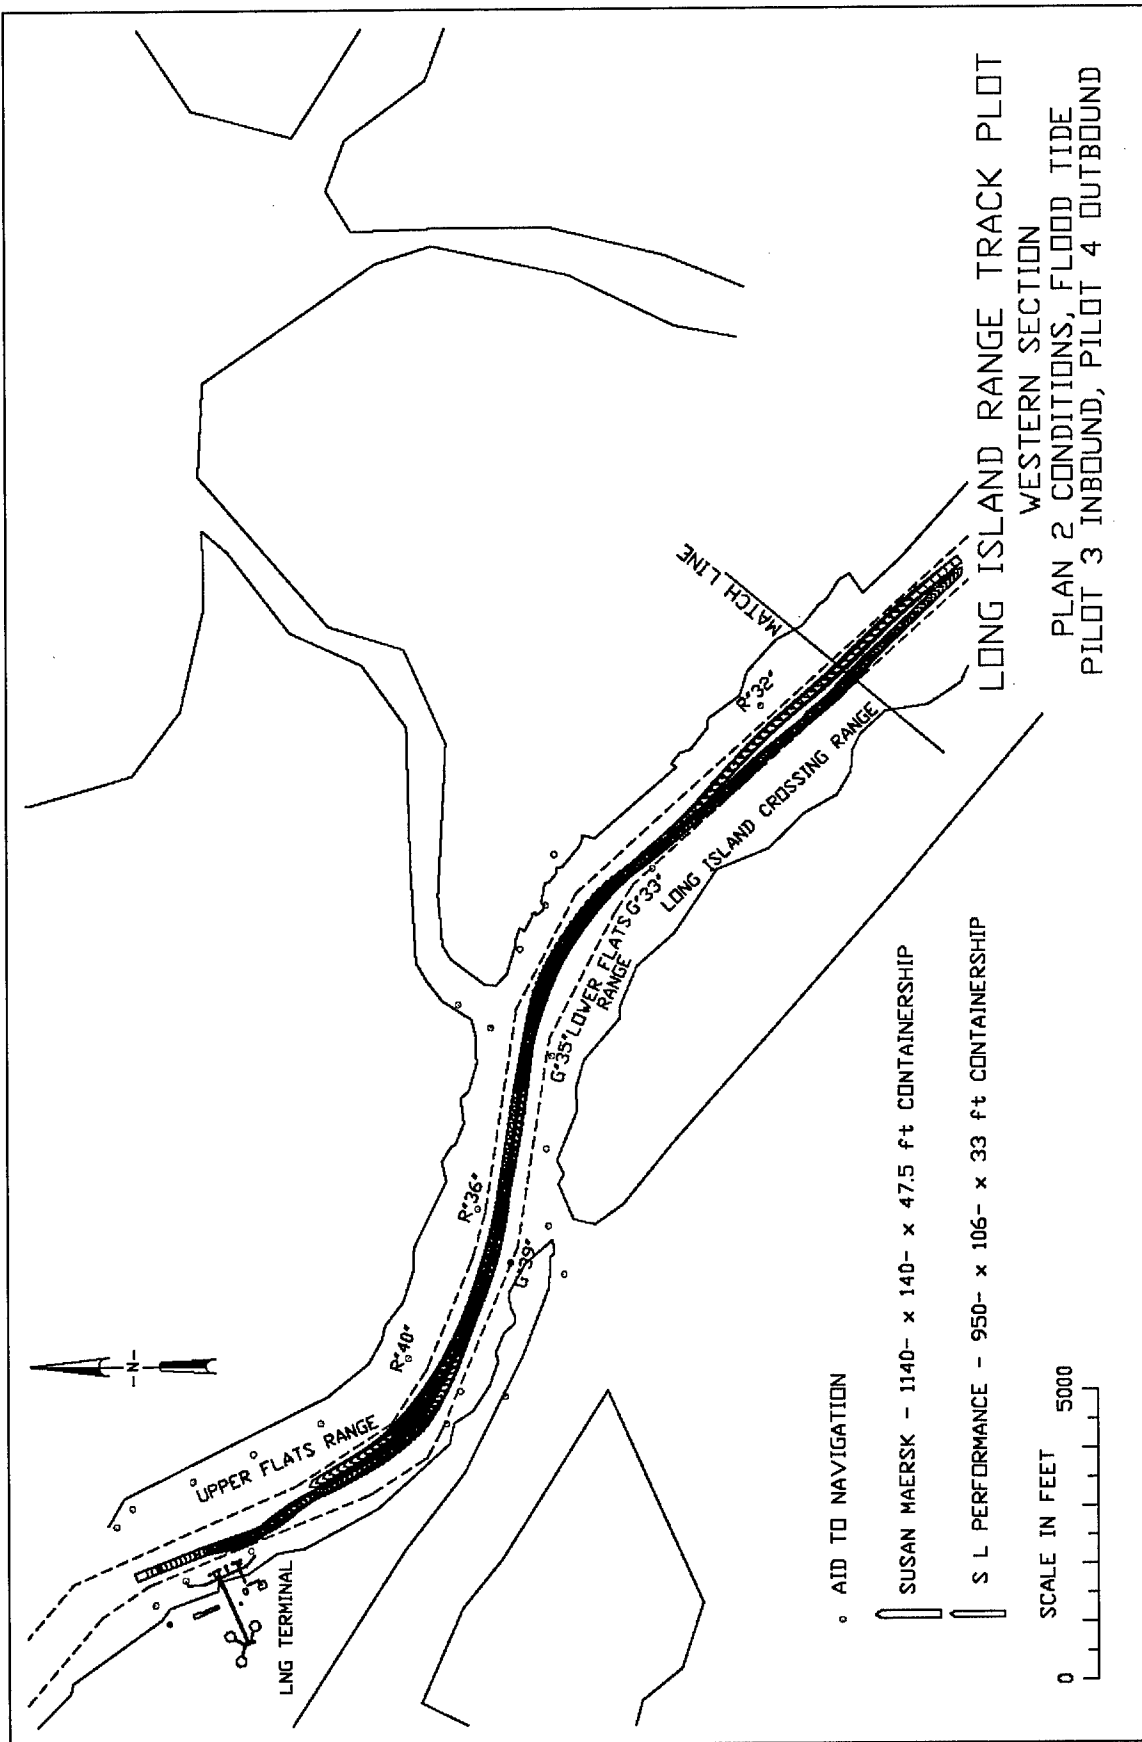 -N-
UPPER FLATS RANGE
R"40"
R"36"
G"39"
LNG TERMINAL
G"35"
LOWER FLATS
RANGE
G"33"
LONG ISLAND CROSSING RANGE
R"32"
MATCH LINE
o AID TO NAVIGATION
SUSAN MAERSK - 1140- x 140- x 47.5 ft CONTAINERSHIP
S L PERFORMANCE - 950- x 106- x 33 ft CONTAINERSHIP
SCALE IN FEET
0 5000
LONG ISLAND RANGE TRACK PLOT
WESTERN SECTION
PLAN 2 CONDITIONS, FLOOD TIDE
PILOT 3 INBOUND, PILOT 4 OUTBOUND